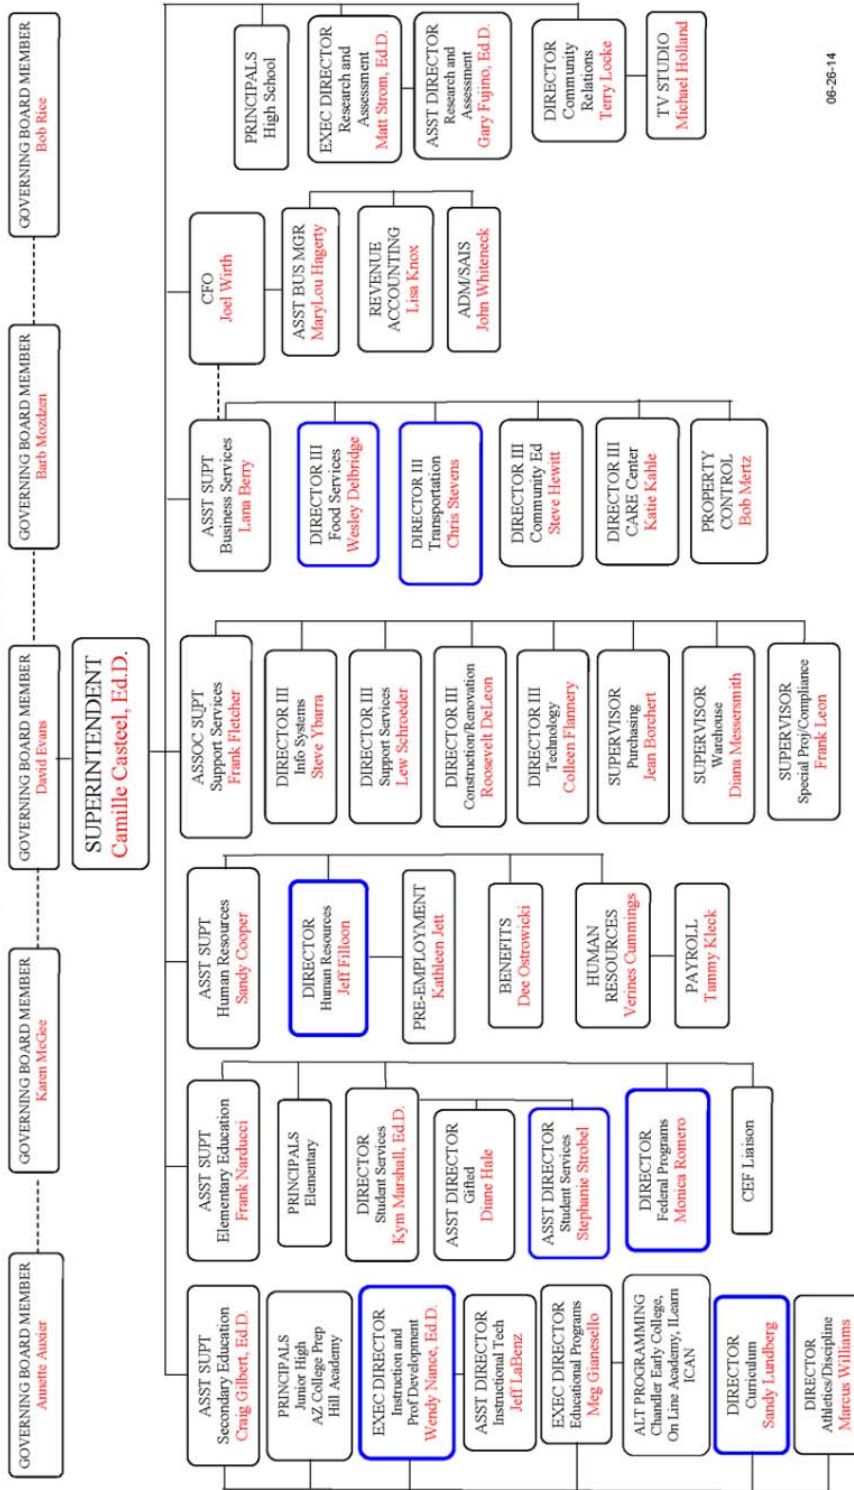 GOVERNING BOARD MEMBER
Annette Auxier
GOVERNING BOARD MEMBER
Karen McGee
GOVERNING BOARD MEMBER
David Evans
GOVERNING BOARD MEMBER
Barb Mozdzen
GOVERNING BOARD MEMBER
Bob Rice
SUPERINTENDENT
Camille Casteel, Ed.D.
ASST SUPT
Secondary Education
Craig Gilbert, Ed.D.
PRINCIPALS
Junior High
AZ College Prep
Hill Academy
EXEC DIRECTOR
Instruction and
Prof Development
Wendy Nance, Ed.D.
ASST DIRECTOR
Instructional Tech
Jeff LaBenz
EXEC DIRECTOR
Educational Programs
Meg Gianesello
ALT PROGRAMMING
Chandler Early College,
On Line Academy, ILearn
ICAN
DIRECTOR
Curriculum
Sandy Lundberg
DIRECTOR
Athletics/Discipline
Marcus Williams
ASST SUPT
Elementary Education
Frank Narducci
PRINCIPALS
Elementary
DIRECTOR
Student Services
Kym Marshall, Ed.D.
ASST DIRECTOR
Gifted
Diane Hale
ASST DIRECTOR
Student Services
Stephanie Strobel
DIRECTOR
Federal Programs
Monica Romero
CEF Liaison
ASST SUPT
Human Resources
Sandy Cooper
DIRECTOR
Human Resources
Jeff Filloon
PRE-EMPLOYMENT
Kathleen Jett
BENEFITS
Dee Ostrowicki
HUMAN
RESOURCES
Verines Cummings
PAYROLL
Tammy Kleck
ASSOC SUPT
Support Services
Frank Fletcher
DIRECTOR III
Info Systems
Steve Ybarra
DIRECTOR III
Support Services
Lew Schroeder
DIRECTOR III
Construction/Renovation
Roosevelt DeLeon
DIRECTOR III
Technology
Colleen Flannery
SUPERVISOR
Purchasing
Jean Borchert
SUPERVISOR
Warehouse
Diana Messersmith
SUPERVISOR
Special Proj/Compliance
Frank Leon
ASST SUPT
Business Services
Lana Berry
DIRECTOR III
Food Services
Wesley Delbridge
DIRECTOR III
Transportation
Chris Stevens
DIRECTOR III
Community Ed
Steve Hewitt
DIRECTOR III
CARE Center
Katie Kahle
PROPERTY
CONTROL
Bob Mertz
CFO
Joel Wirth
ASST BUS MGR
MaryLou Hagerty
REVENUE
ACCOUNTING
Lisa Knox
ADM/SAIS
John Whiteneck
PRINCIPALS
High School
EXEC DIRECTOR
Research and
Assessment
Matt Strom, Ed.D.
ASST DIRECTOR
Research and
Assessment
Gary Fujino, Ed.D.
DIRECTOR
Community
Relations
Terry Locke
TV STUDIO
Michael Holland
06-26-14